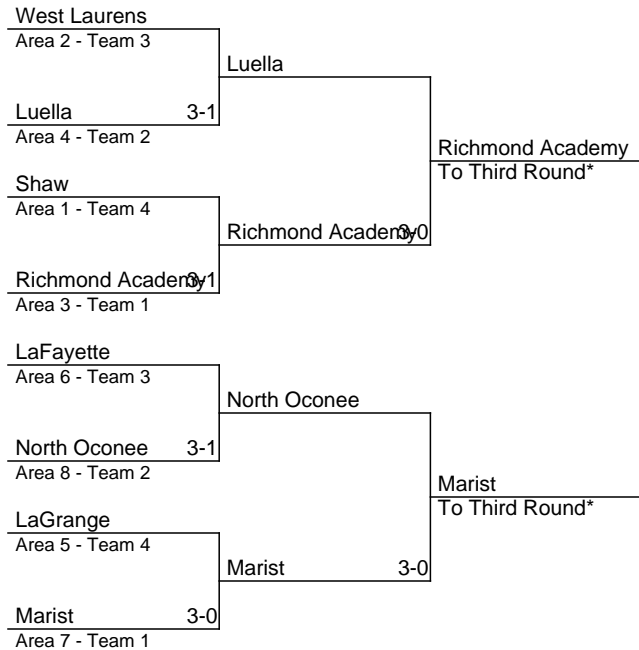 West Laurens
Area 2 - Team 3
Luella
Luella 3-1
Area 4 - Team 2
Richmond Academy
To Third Round*
Shaw
Area 1 - Team 4
Richmond Academy 3-0
Richmond Academy 3-1
Area 3 - Team 1
LaFayette
Area 6 - Team 3
North Oconee
North Oconee 3-1
Area 8 - Team 2
Marist
To Third Round*
LaGrange
Area 5 - Team 4
Marist 3-0
Marist 3-0
Area 7 - Team 1